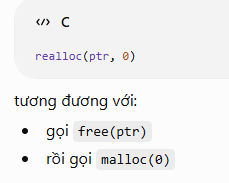 </> C
realloc(ptr, 0)
tương đương với:
• gọi free(ptr)
• rồi gọi malloc(0)